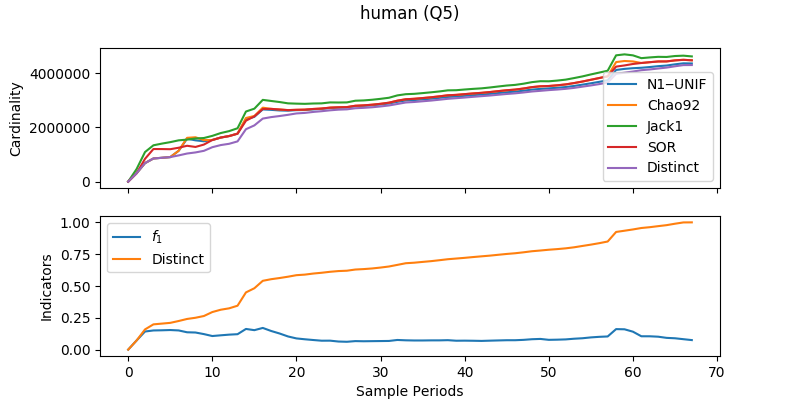 human (Q5)
Cardinality
4000000
2000000
0
N1‒UNIF
Chao92
Jack1
SOR
Distinct
Indicators
1.00
0.75
0.50
0.25
0.00
f₁
Distinct
0 10 20 30 40 50 60 70
Sample Periods